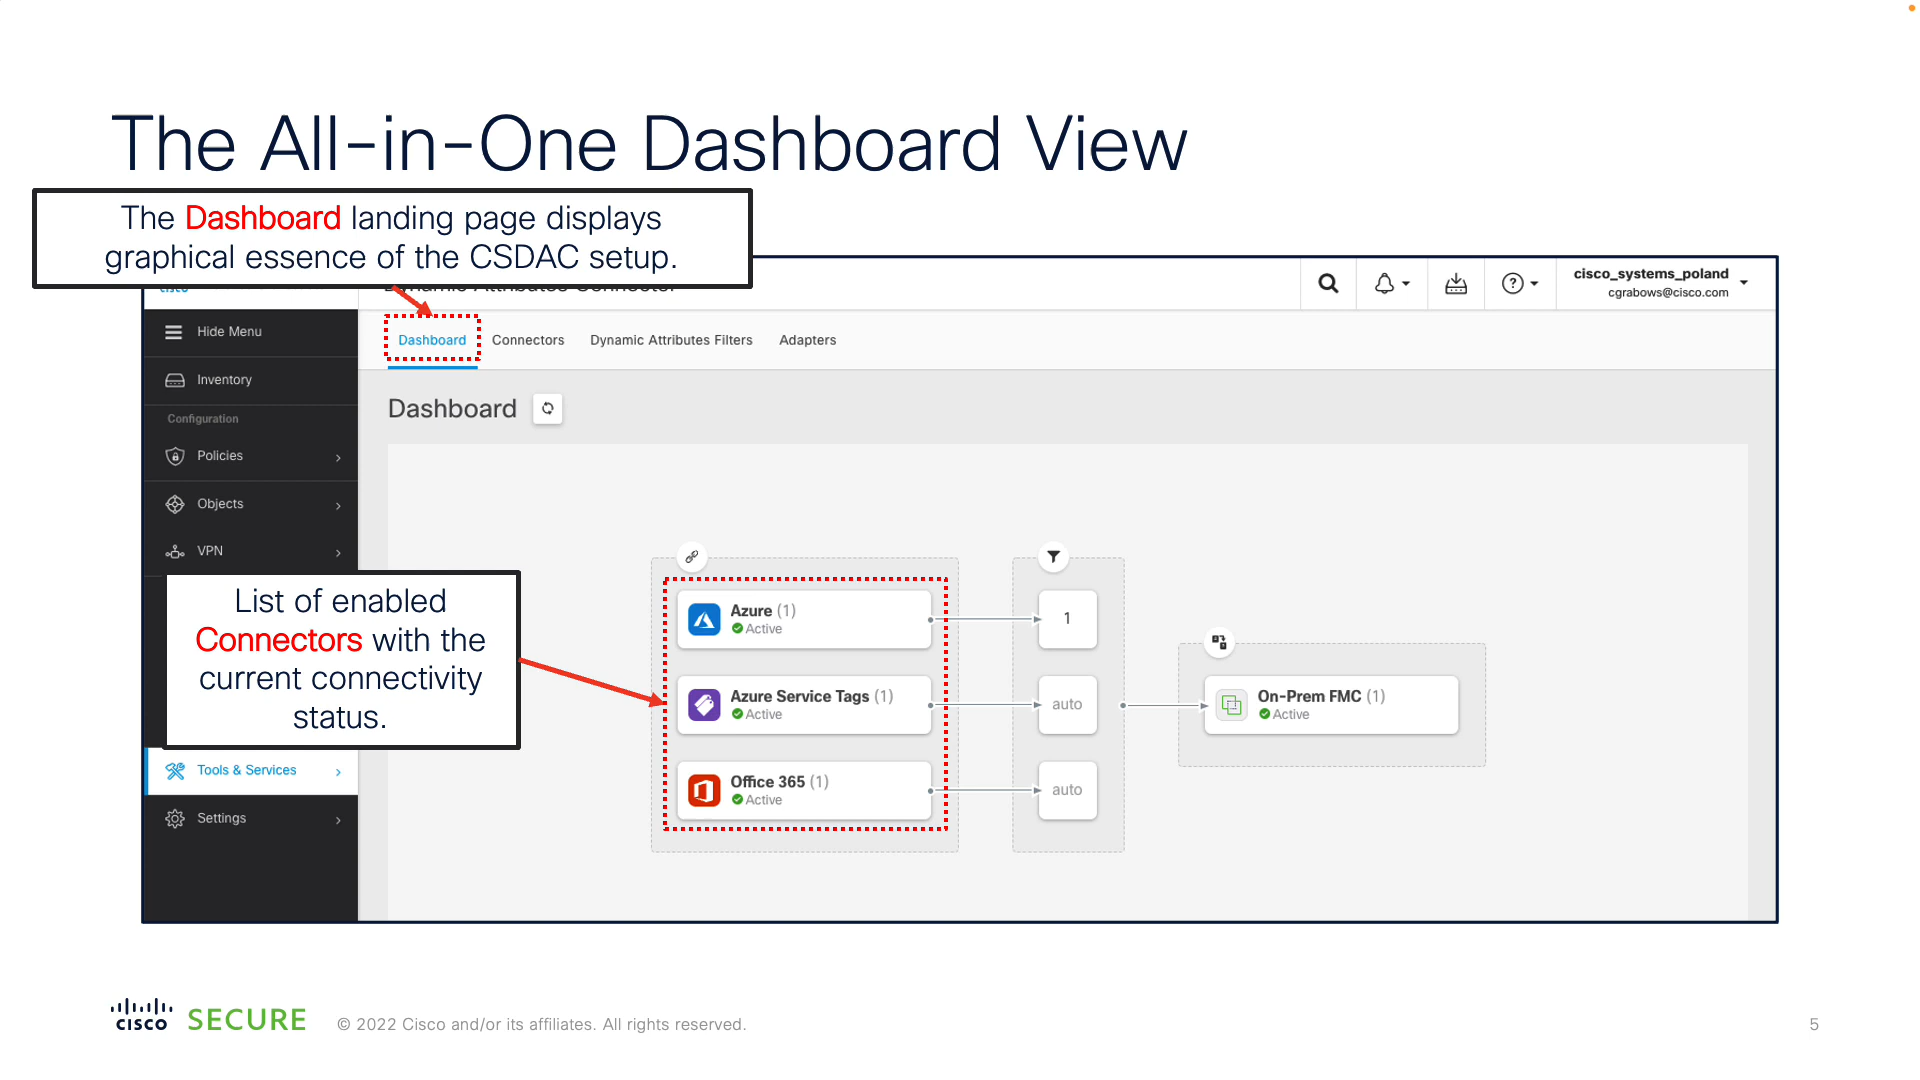 The All-in-One Dashboard View
The Dashboard landing page displays
graphical essence of the CSDAC setup.
cisco_systems_poland
cgrabows@cisco.com
Hide Menu
Dashboard
Connectors
Dynamic Attributes Filters
Adapters
Inventory
Dashboard
Configuration
Policies
Objects
VPN
List of enabled
Connectors with the
current connectivity
status.
Azure (1)
Active
1
Azure Service Tags (1)
Active
auto
On-Prem FMC (1)
Active
Office 365 (1)
Active
auto
Tools & Services
Settings
CISCO SECURE
© 2022 Cisco and/or its affiliates. All rights reserved.
5